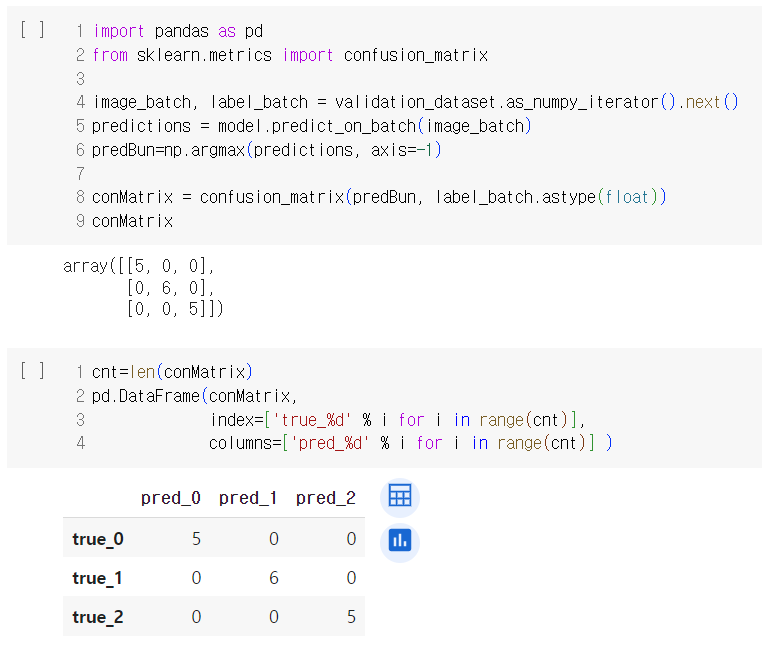 [ ] 1 import pandas as pd
2 from sklearn.metrics import confusion_matrix
3
4 image_batch, label_batch = validation_dataset.as_numpy_iterator().next()
5 predictions = model.predict_on_batch(image_batch)
6 predBun=np.argmax(predictions, axis=-1)
7
8 conMatrix = confusion_matrix(predBun, label_batch.astype(float))
9 conMatrix
array([[5, 0, 0],
[0, 6, 0],
[0, 0, 5]])
[ ] 1 cnt=len(conMatrix)
2 pd.DataFrame(conMatrix,
3 index=['true_%d' % i for i in range(cnt)],
4 columns=['pred_%d' % i for i in range(cnt)] )
pred_0 pred_1 pred_2
true_0 5 0 0
true_1 0 6 0
true_2 0 0 5